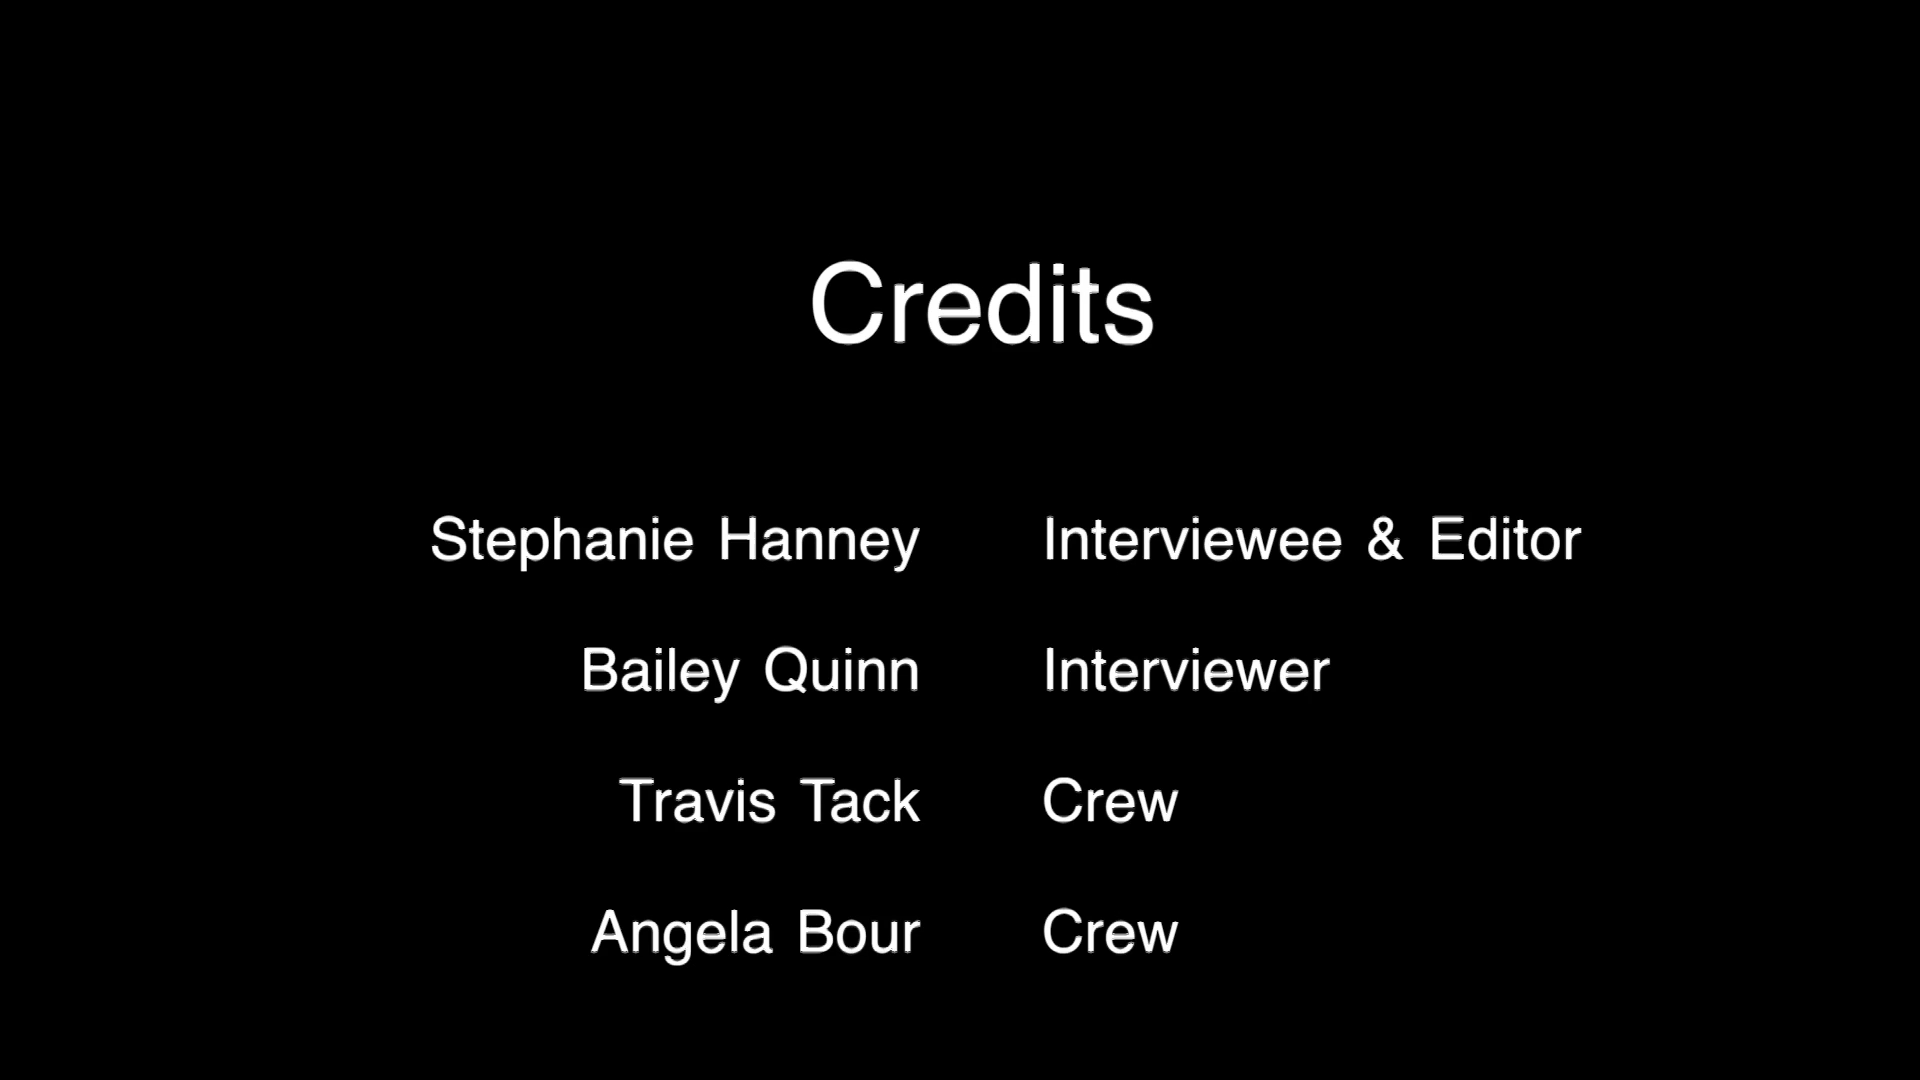 Credits
Stephanie Hanney Interviewee & Editor
Bailey Quinn Interviewer
Travis Tack Crew
Angela Bour Crew